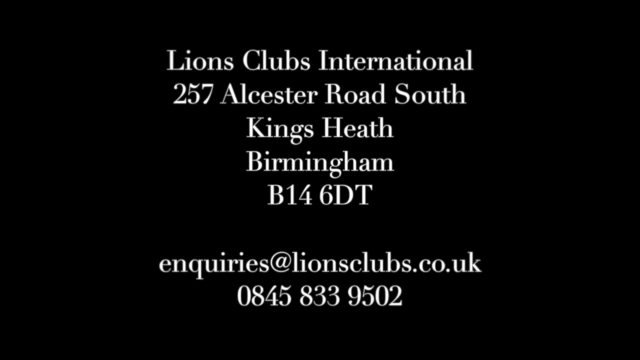 Lions Clubs International
257 Alcester Road South
Kings Heath
Birmingham
B14 6DT
enquiries@lionsclubs.co.uk
0845 833 9502